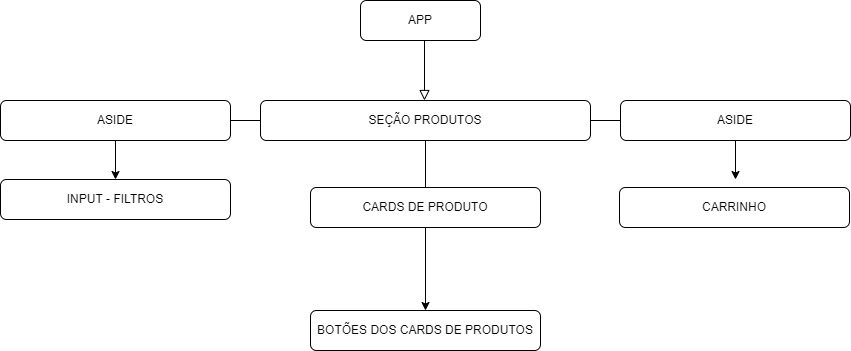 APP
ASIDE
SEÇÃO PRODUTOS
ASIDE
INPUT - FILTROS
CARDS DE PRODUTO
CARRINHO
BOTÕES DOS CARDS DE PRODUTOS